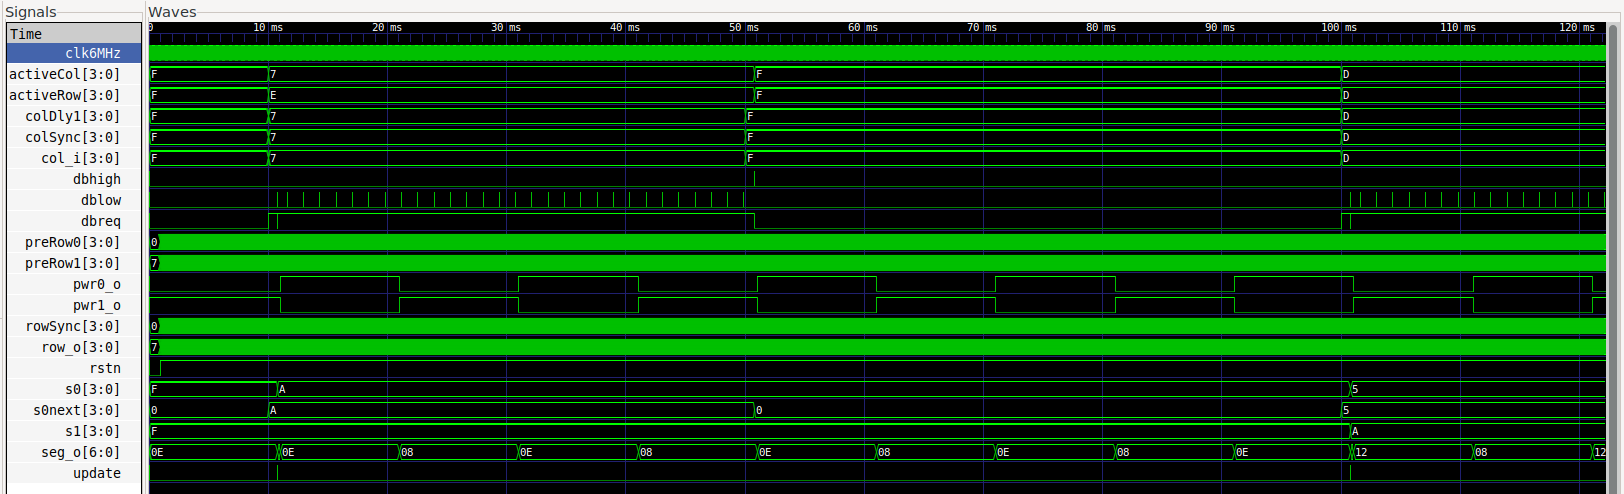 Signals Waves
Time 0 10 ms 20 ms 30 ms 40 ms 50 ms 60 ms 70 ms 80 ms 90 ms 100 ms 110 ms 120 ms
clk6MHz
activeCol[3:0] F 7 F D
activeRow[3:0] F E F D
colDly1[3:0] F 7 F D
colSync[3:0] F 7 F D
col_i[3:0] F 7 F D
dbhigh
dblow
dbreq
preRow0[3:0] 0
preRow1[3:0] 7
pwr0_o
pwr1_o
rowSync[3:0] 0
row_o[3:0] 7
rstn
s0[3:0] F A 5
s0next[3:0] 0 A 0 5
s1[3:0] F A
seg_o[6:0] 0E 0E 08 0E 08 0E 08 0E 08 0E 12 08 12
update